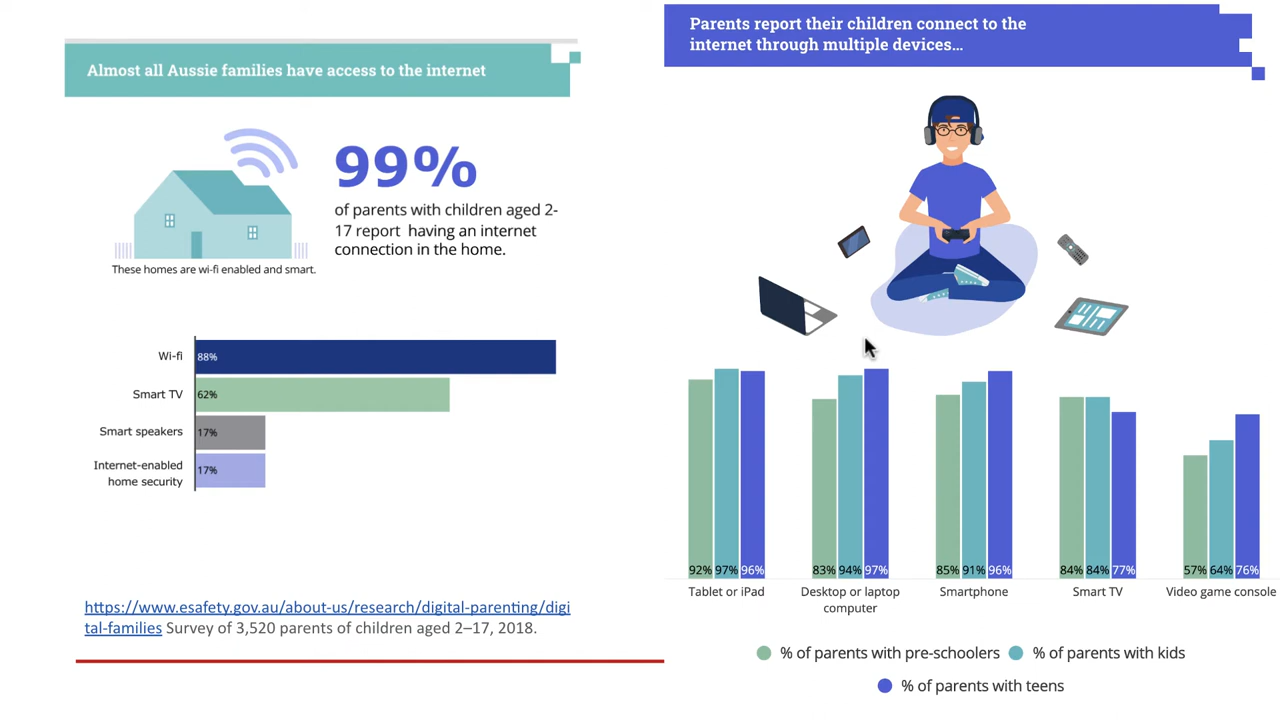 Almost all Aussie families have access to the internet
99%
of parents with children aged 2-
17 report having an internet
connection in the home.
These homes are wi-fi enabled and smart.
Wi-fi 88%
Smart TV 62%
Smart speakers 17%
Internet-enabled
home security 17%
https://www.esafety.gov.au/about-us/research/digital-parenting/digi
tal-families Survey of 3,520 parents of children aged 2–17, 2018.
Parents report their children connect to the
internet through multiple devices...
92% 97% 96% 83% 94% 97% 85% 91% 96% 84% 84% 77% 57% 64% 76%
Tablet or iPad Desktop or laptop Smartphone Smart TV Video game console
computer
% of parents with pre-schoolers % of parents with kids
% of parents with teens